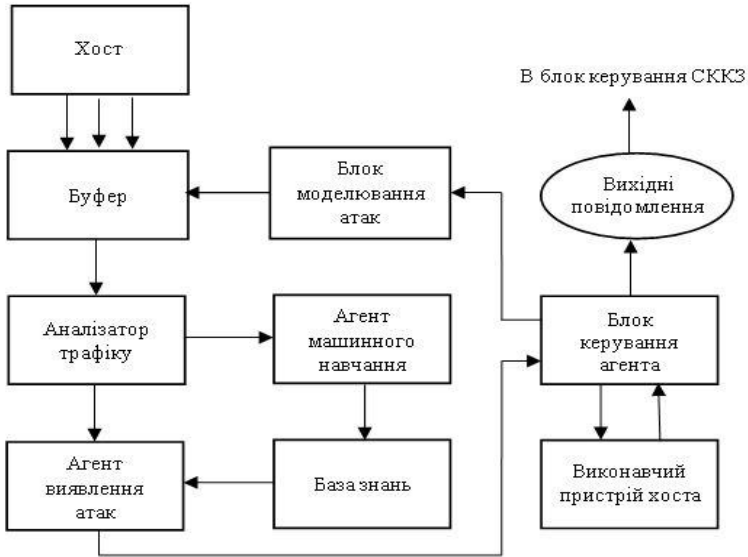 Хост
В блок керування СККЗ
Буфер
Блок
моделювання
атак
Вихідні
повідомлення
Аналізатор
трафіку
Агент
машинного
навчання
Блок
керування
агента
Агент
виявлення
атак
База знань
Виконавчий
пристрій хоста